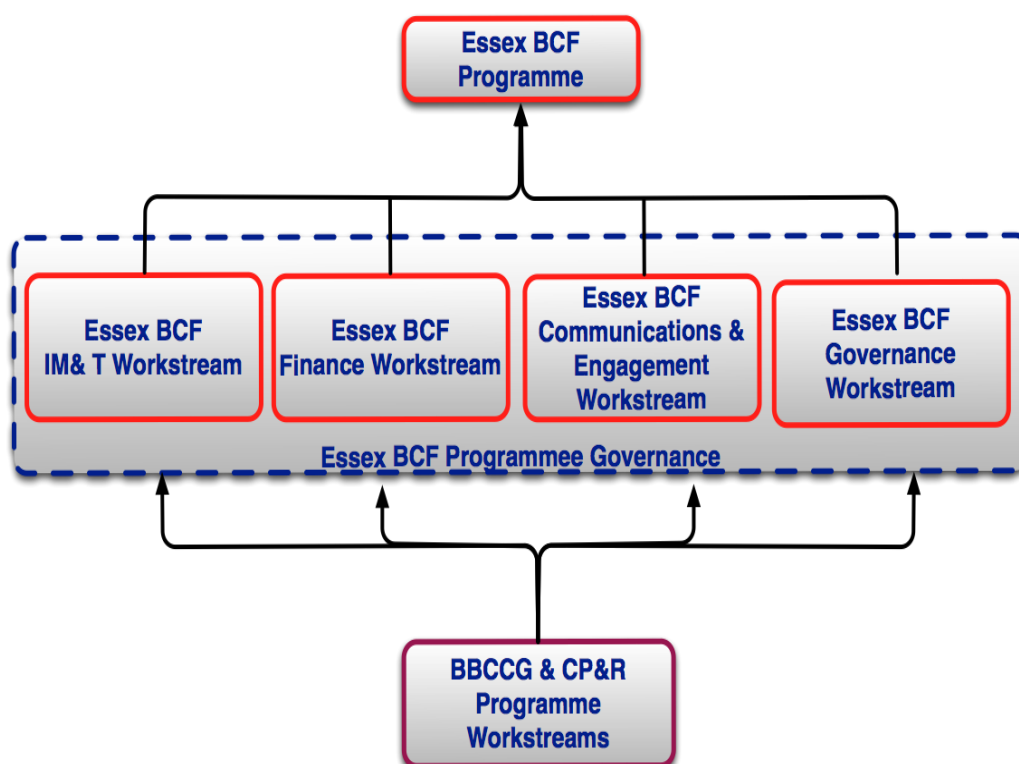 Essex BCF
Programme
Essex BCF
IM& T Workstream
Essex BCF
Finance Workstream
Essex BCF
Communications &
Engagement
Workstream
Essex BCF
Governance
Workstream
Essex BCF Programmee Governance
BBCCG & CP&R
Programme
Workstreams